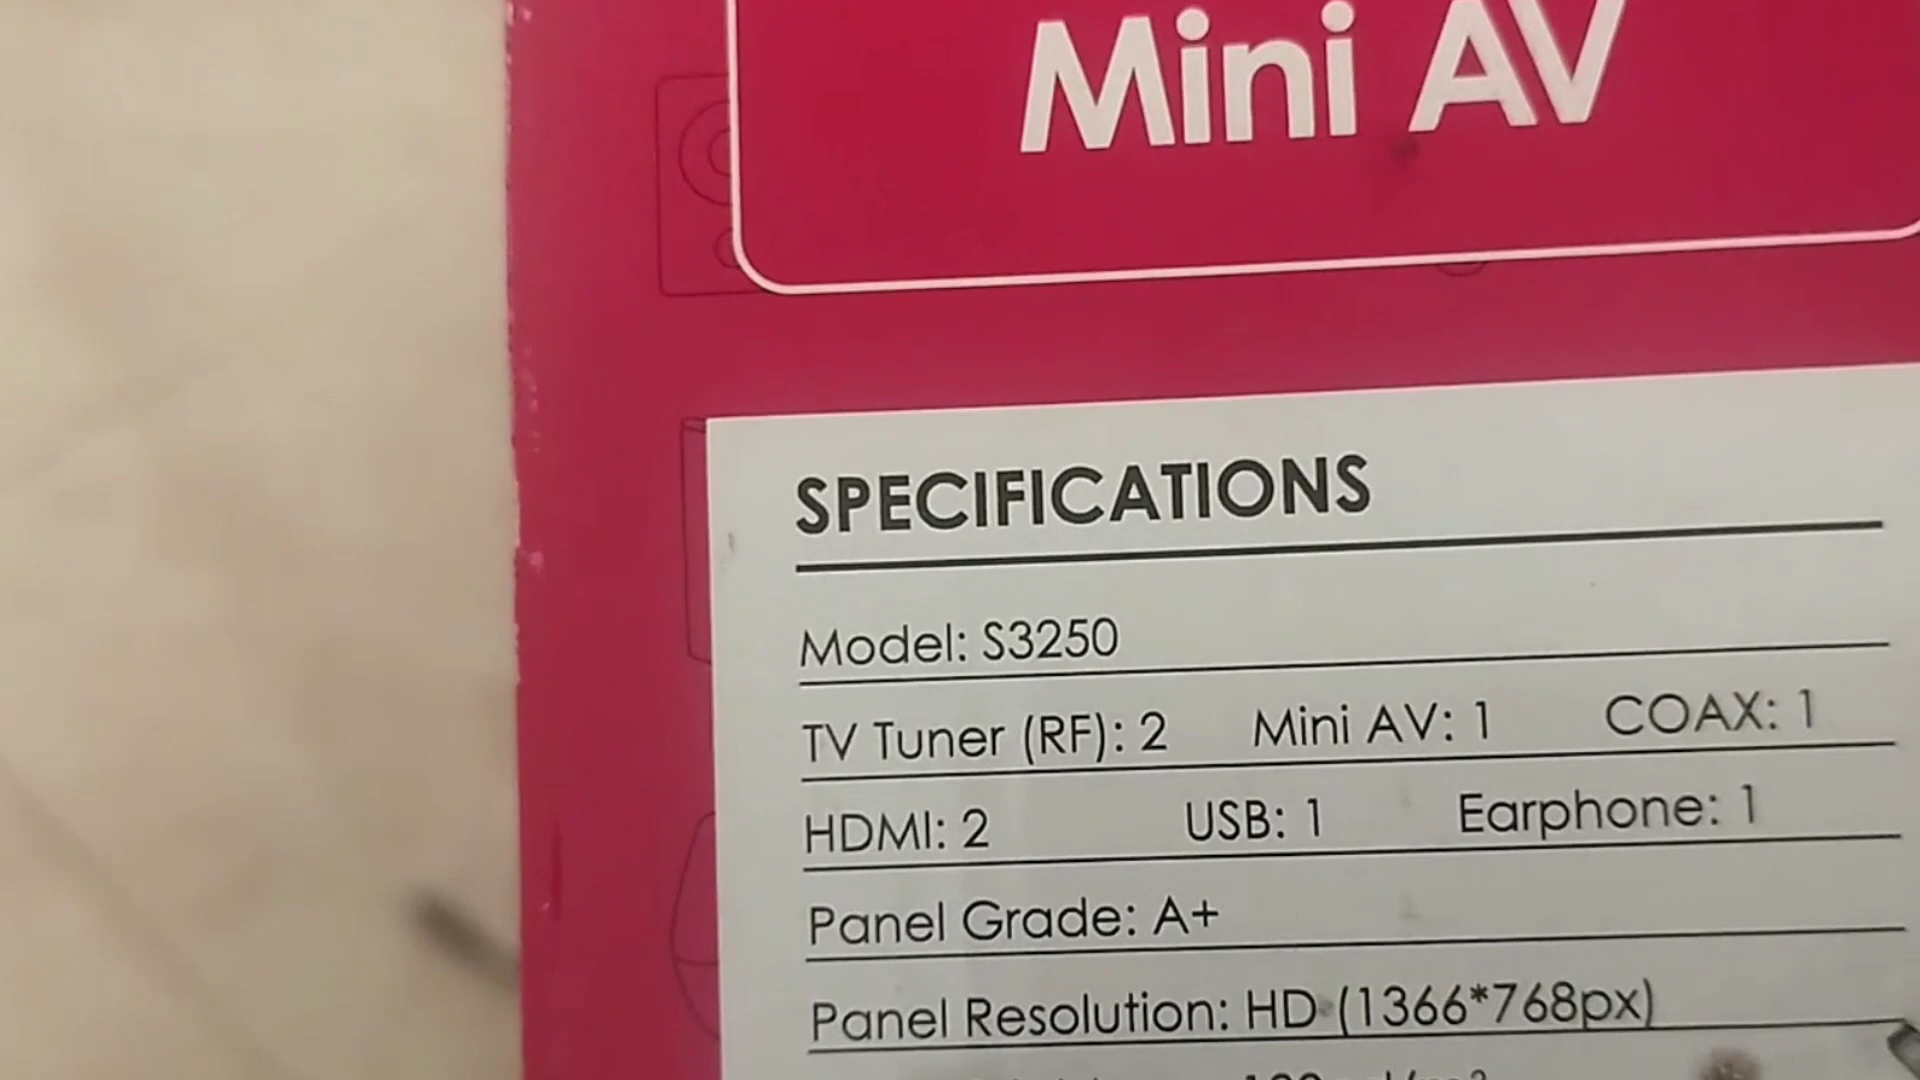 Mini AV
SPECIFICATIONS
Model: S3250
TV Tuner (RF): 2 Mini AV: 1 COAX: 1
HDMI: 2 USB: 1 Earphone: 1
Panel Grade: A+
Panel Resolution: HD (1366*768px)